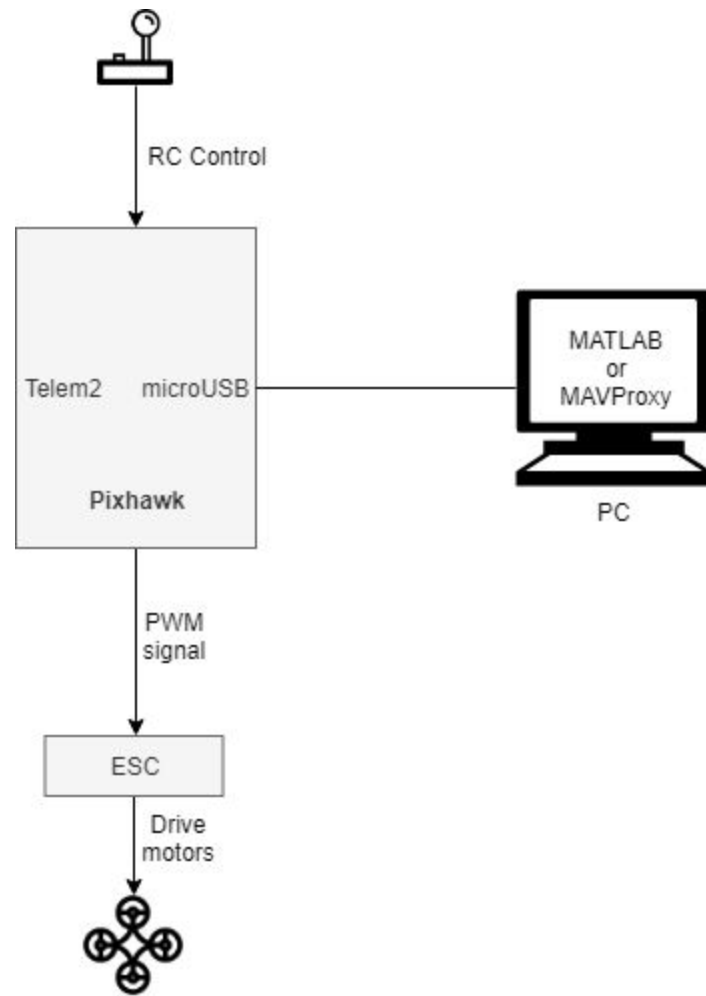 RC Control
Telem2 microUSB
Pixhawk
MATLAB
or
MAVProxy
PC
PWM
signal
ESC
Drive
motors